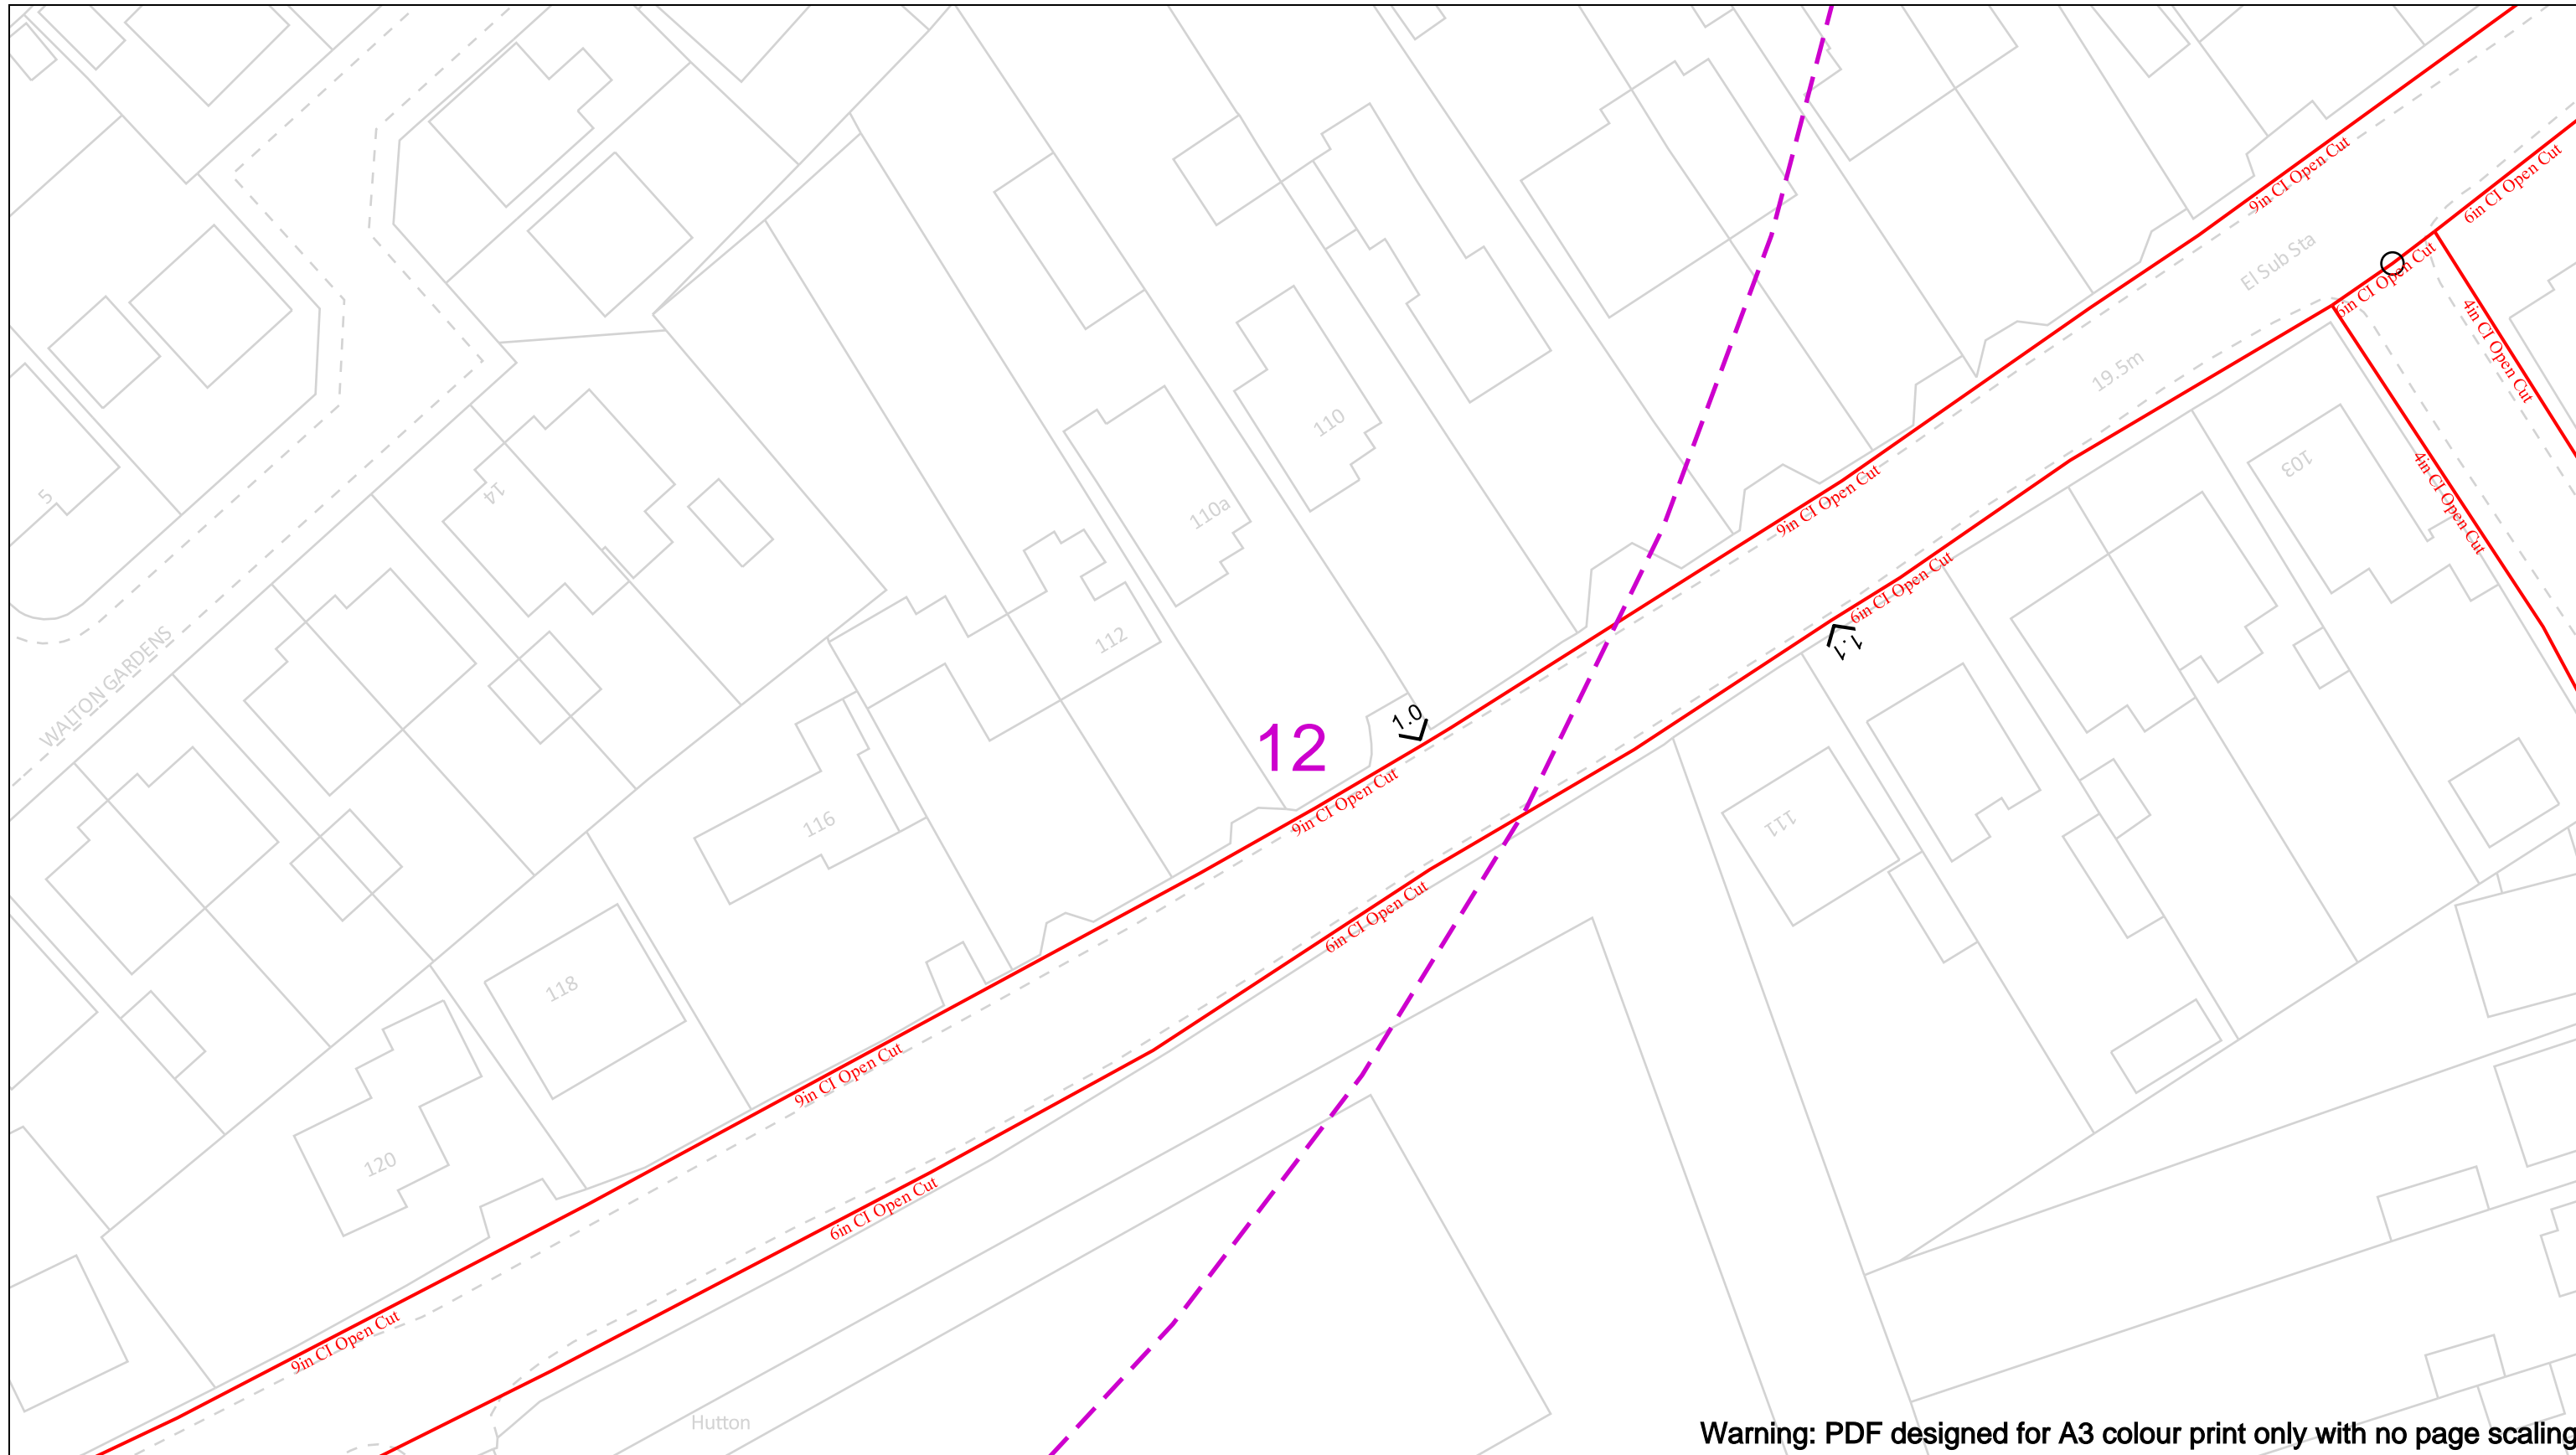 9in CI Open Cut
6in CI Open Cut
El Sub Sta
6in CI Open Cut
4in CI Open Cut
19.5m
110
103
9in CI Open Cut
4in CI Open Cut
5
14
110a
6in CI Open Cut
112
1.1
WALTON GARDENS
1.0
12
9in CI Open Cut
116
111
6in CI Open Cut
118
9in CI Open Cut
120
6in CI Open Cut
9in CI Open Cut
Hutton
Warning: PDF designed for A3 colour print only with no page scaling